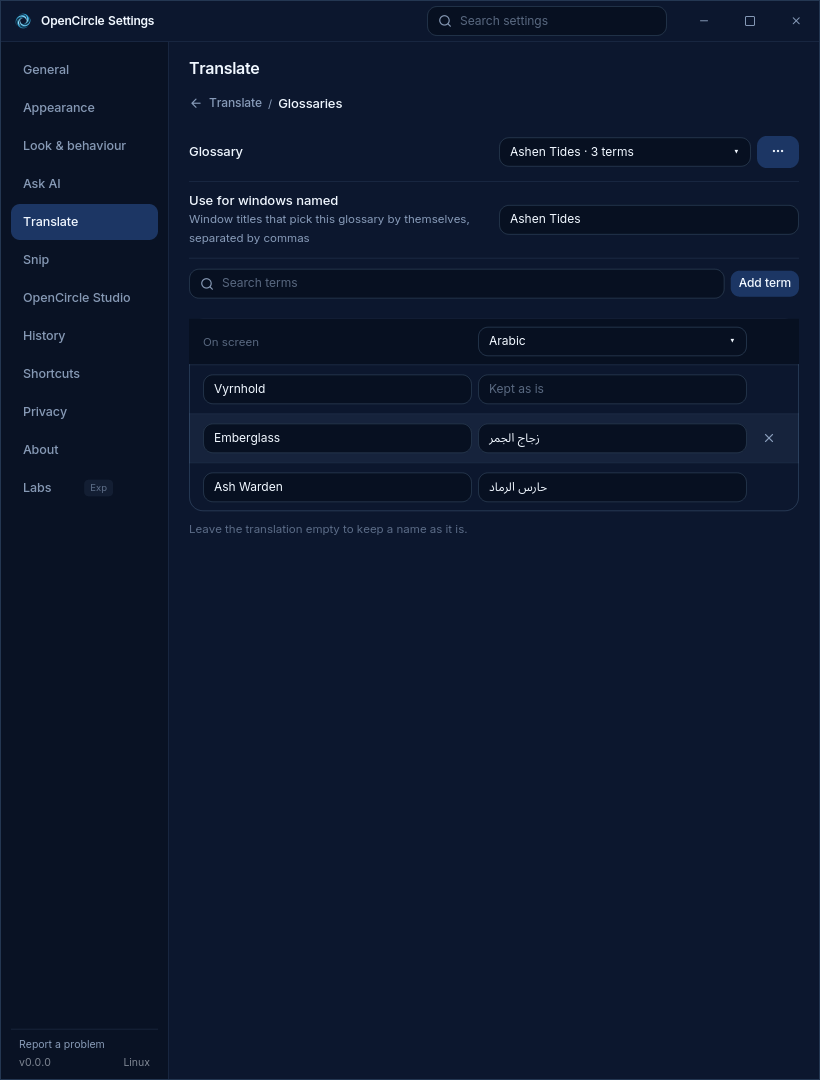 OpenCircle Settings
Search settings
General
Appearance
Look & behaviour
Ask AI
Translate
Snip
OpenCircle Studio
History
Shortcuts
Privacy
About
Labs Exp
Report a problem
v0.0.0 Linux
Translate
Translate / Glossaries
Glossary
Ashen Tides · 3 terms
...
Use for windows named
Window titles that pick this glossary by themselves,
separated by commas
Ashen Tides
Search terms
Add term
On screen
Arabic
Vyrnhold
Kept as is
Emberglass
زجاج الجمر
Ash Warden
حارس الرماد
Leave the translation empty to keep a name as it is.